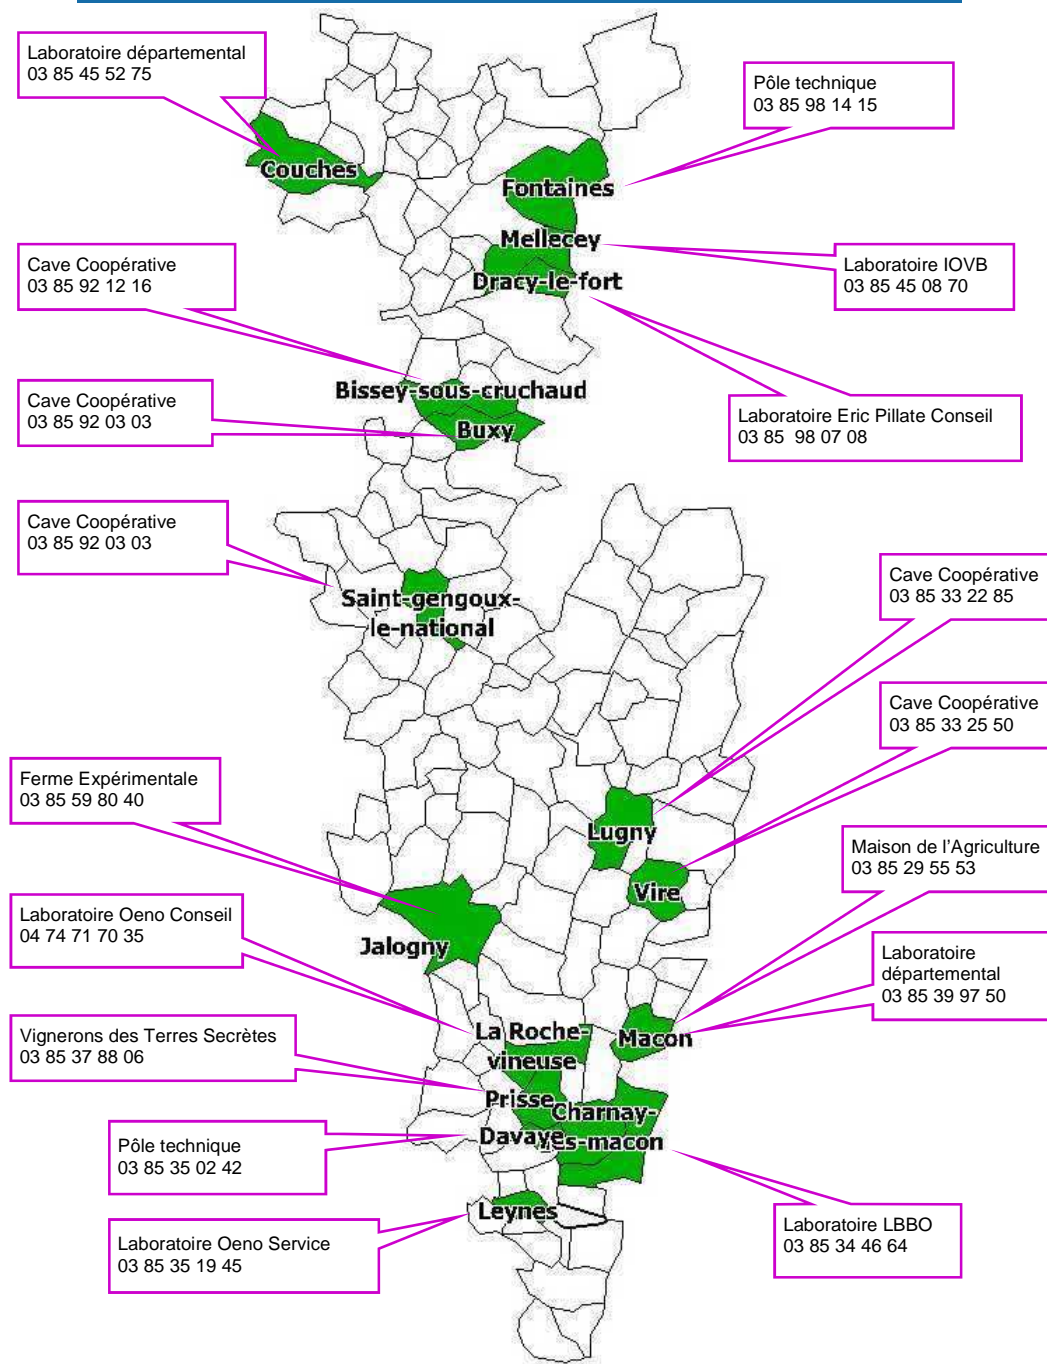 Laboratoire départemental
03 85 45 52 75
Pôle technique
03 85 98 14 15
Couches
Fontaines
Mellecey
Cave Coopérative
03 85 92 12 16
Laboratoire IOVB
03 85 45 08 70
Dracy-le-fort
Bissey-sous-cruchaud
Cave Coopérative
03 85 92 03 03
Buxy
Laboratoire Eric Pillate Conseil
03 85  98 07 08
Cave Coopérative
03 85 92 03 03
Cave Coopérative
03 85 33 22 85
Saint-gengoux-
le-national
Cave Coopérative
03 85 33 25 50
Ferme Expérimentale
03 85 59 80 40
Lugny
Maison de l'Agriculture
03 85 29 55 53
Vire
Laboratoire Oeno Conseil
04 74 71 70 35
Jalogny
Laboratoire
départemental
03 85 39 97 50
Vignerons des Terres Secrètes
03 85 37 88 06
La Roche-
vineuse
Macon
Prisse
Charnay-
les-macon
Davaye
Pôle technique
03 85 35 02 42
Leynes
Laboratoire Oeno Service
03 85 35 19 45
Laboratoire LBBO
03 85 34 46 64